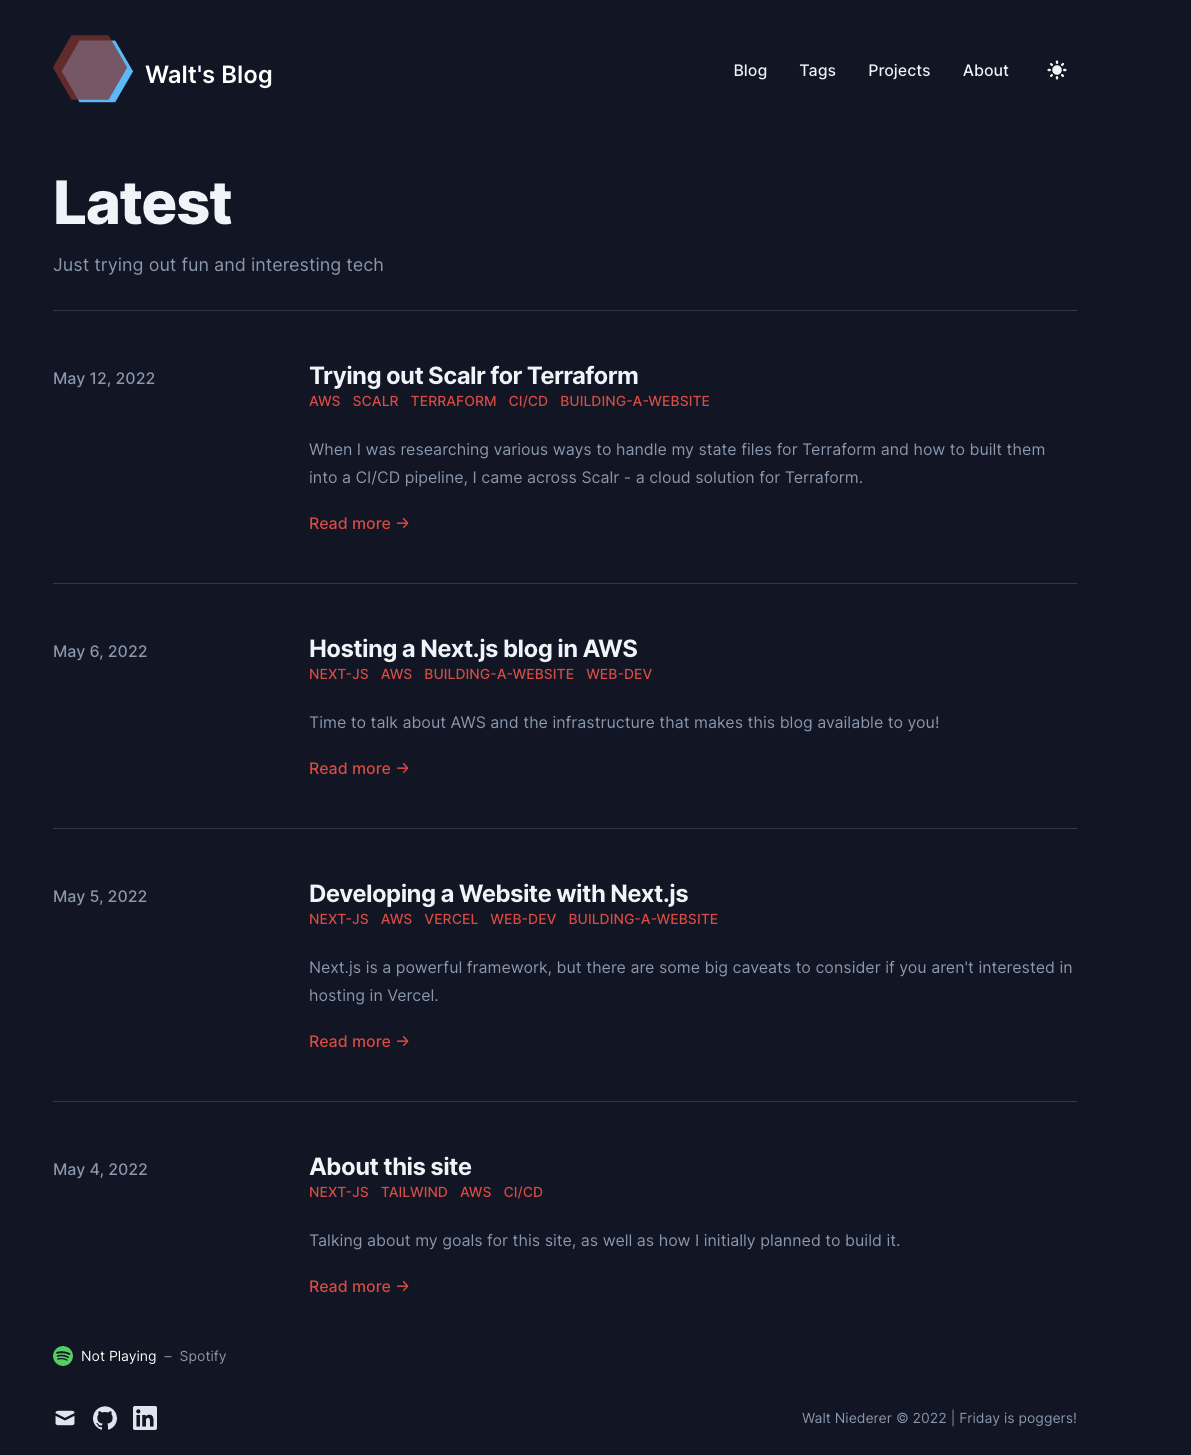 Walt's Blog
Blog Tags Projects About
Latest
Just trying out fun and interesting tech
May 12, 2022
Trying out Scalr for Terraform
AWS SCALR TERRAFORM CI/CD BUILDING-A-WEBSITE
When I was researching various ways to handle my state files for Terraform and how to built them
into a CI/CD pipeline, I came across Scalr - a cloud solution for Terraform.
Read more →
May 6, 2022
Hosting a Next.js blog in AWS
NEXT-JS AWS BUILDING-A-WEBSITE WEB-DEV
Time to talk about AWS and the infrastructure that makes this blog available to you!
Read more →
May 5, 2022
Developing a Website with Next.js
NEXT-JS AWS VERCEL WEB-DEV BUILDING-A-WEBSITE
Next.js is a powerful framework, but there are some big caveats to consider if you aren't interested in
hosting in Vercel.
Read more →
May 4, 2022
About this site
NEXT-JS TAILWIND AWS CI/CD
Talking about my goals for this site, as well as how I initially planned to build it.
Read more →
Not Playing – Spotify
in
Walt Niederer © 2022 | Friday is poggers!